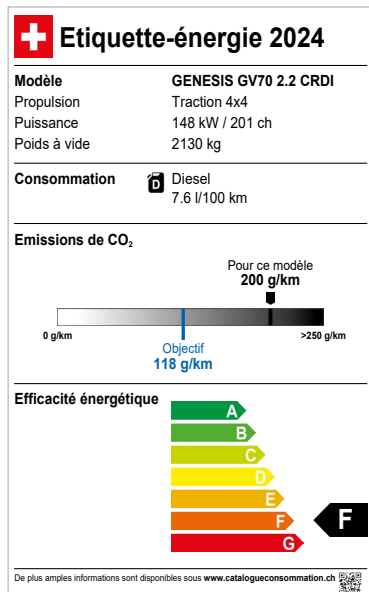 Etiquette-énergie 2024
Modèle GENESIS GV70 2.2 CRDI
Propulsion Traction 4x4
Puissance 148 kW / 201 ch
Poids à vide 2130 kg
Consommation D Diesel
7.6 l/100 km
Emissions de CO₂
Pour ce modèle
200 g/km
0 g/km >250 g/km
Objectif
118 g/km
Efficacité énergétique
A
B
C
D
E
F F
G
De plus amples informations sont disponibles sous www.catalogueconsommation.ch